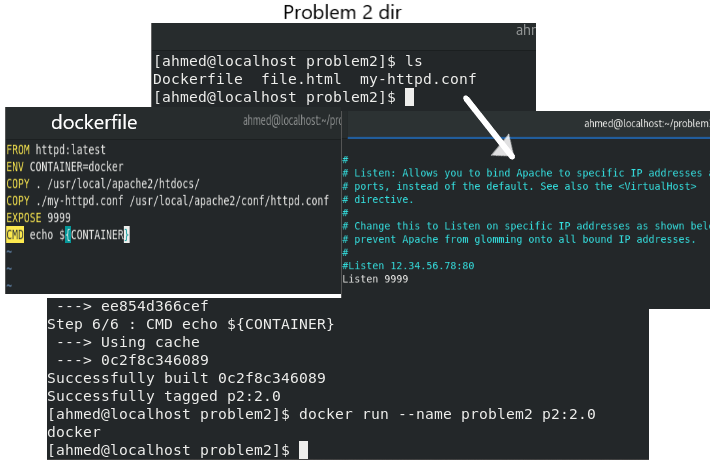 Problem 2 dir
ahm
[ahmed@localhost problem2]$ ls
Dockerfile  file.html  my-httpd.conf
[ahmed@localhost problem2]$
dockerfile
ahmed@localhost:~/prob
FROM httpd:latest
ENV CONTAINER=docker
COPY . /usr/local/apache2/htdocs/
COPY ./my-httpd.conf /usr/local/apache2/conf/httpd.conf
EXPOSE 9999
CMD echo ${CONTAINER}
~
~
~
ahmed@localhost:~/problem
#
# Listen: Allows you to bind Apache to specific IP addresses a
# ports, instead of the default. See also the <VirtualHost>
# directive.
#
# Change this to Listen on specific IP addresses as shown bel
# prevent Apache from glomming onto all bound IP addresses.
#
#Listen 12.34.56.78:80
Listen 9999
---> ee854d366cef
Step 6/6 : CMD echo ${CONTAINER}
---> Using cache
---> 0c2f8c346089
Successfully built 0c2f8c346089
Successfully tagged p2:2.0
[ahmed@localhost problem2]$ docker run --name problem2 p2:2.0
docker
[ahmed@localhost problem2]$